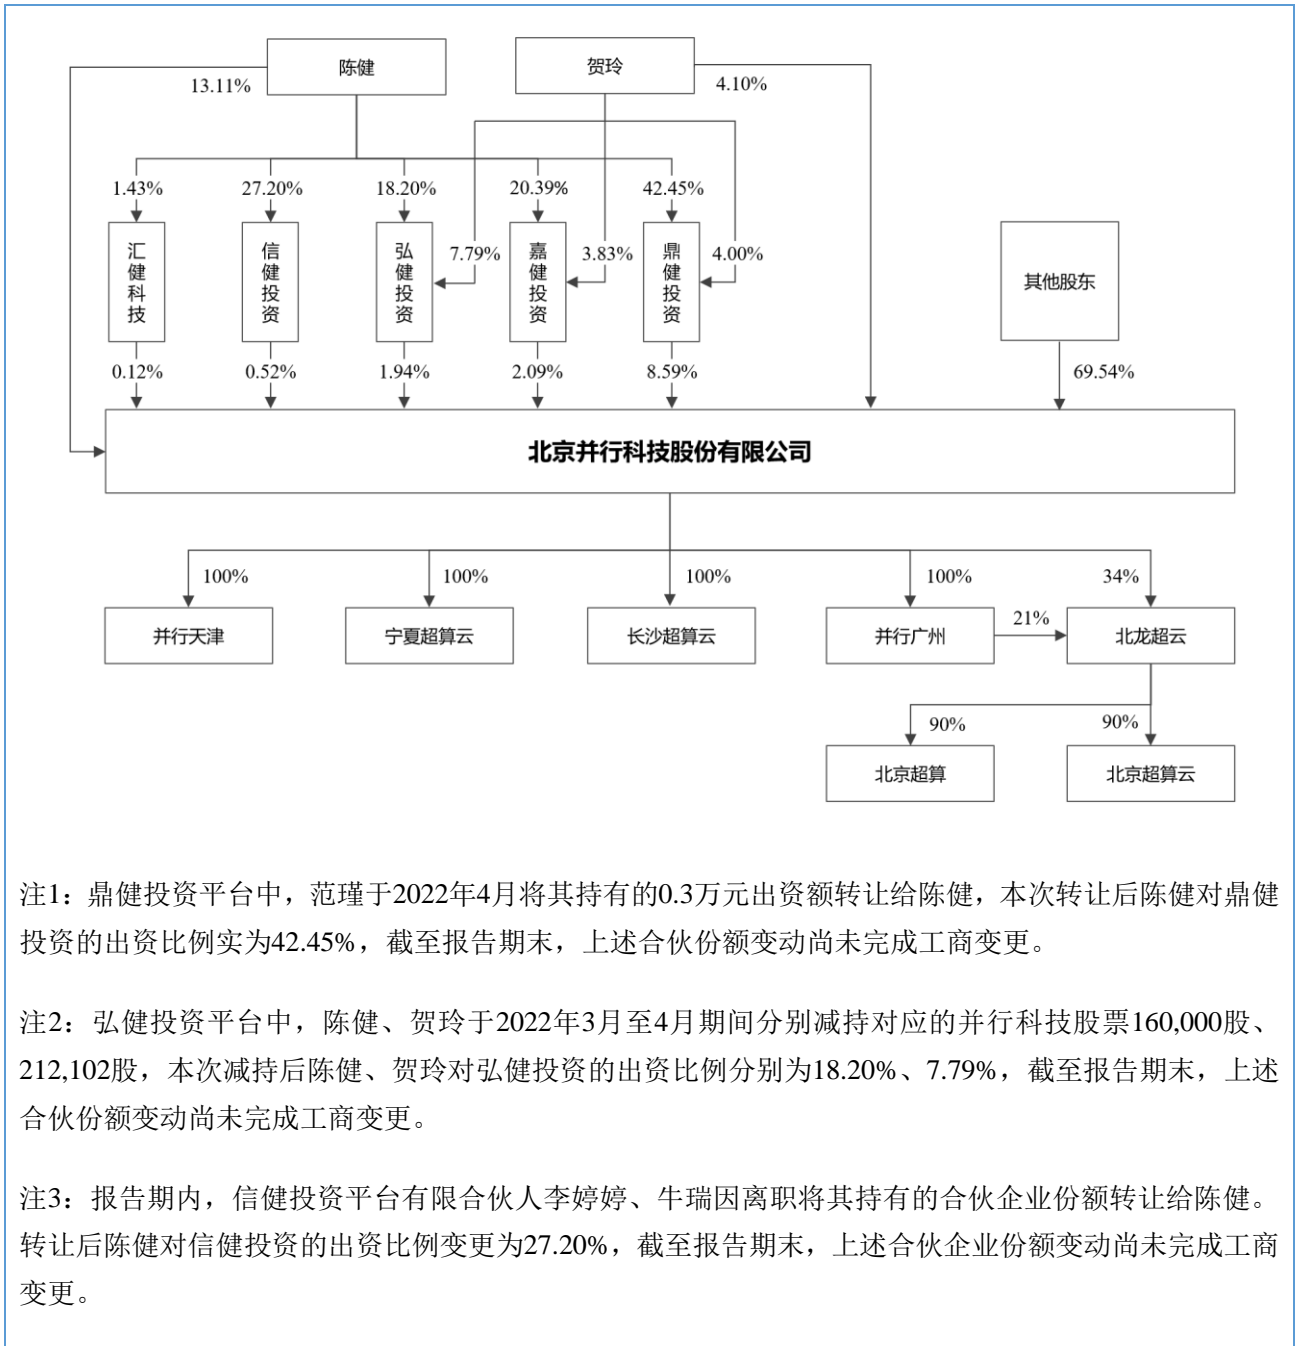 陈健
贺玲
13.11%
4.10%
1.43%
27.20%
18.20%
20.39%
42.45%
汇健科技
信健投资
弘健投资
7.79%
嘉健投资
3.83%
鼎健投资
4.00%
其他股东
0.12%
0.52%
1.94%
2.09%
8.59%
69.54%
北京并行科技股份有限公司
100%
100%
100%
100%
34%
并行天津
宁夏超算云
长沙超算云
并行广州
21%
北龙超云
90%
90%
北京超算
北京超算云
注1：鼎健投资平台中，范瑾于2022年4月将其持有的0.3万元出资额转让给陈健，本次转让后陈健对鼎健
投资的出资比例实为42.45%，截至报告期末，上述合伙份额变动尚未完成工商变更。
注2：弘健投资平台中，陈健、贺玲于2022年3月至4月期间分别减持对应的并行科技股票160,000股、
212,102股，本次减持后陈健、贺玲对弘健投资的出资比例分别为18.20%、7.79%，截至报告期末，上述
合伙份额变动尚未完成工商变更。
注3：报告期内，信健投资平台有限合伙人李婷婷、牛瑞因离职将其持有的合伙企业份额转让给陈健。
转让后陈健对信健投资的出资比例变更为27.20%，截至报告期末，上述合伙企业份额变动尚未完成工商
变更。